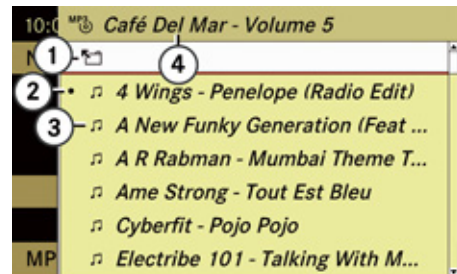 10:0 MP3 Café Del Mar - Volume 5
N
1
4
2 • 4 Wings - Penelope (Radio Edit)
3 A New Funky Generation (Feat ...
A R Rabman - Mumbai Theme T...
Ame Strong - Tout Est Bleu
Cyberfit - Pojo Pojo
MP Electribe 101 - Talking With M...